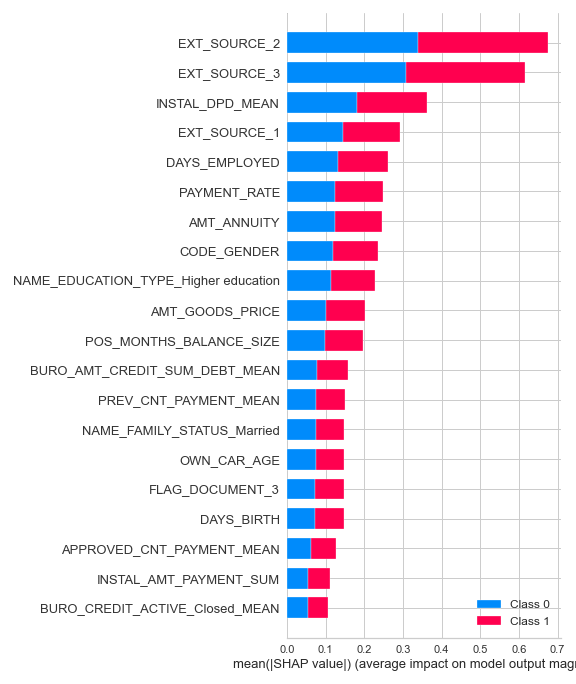 EXT_SOURCE_2
EXT_SOURCE_3
INSTAL_DPD_MEAN
EXT_SOURCE_1
DAYS_EMPLOYED
PAYMENT_RATE
AMT_ANNUITY
CODE_GENDER
NAME_EDUCATION_TYPE_Higher education
AMT_GOODS_PRICE
POS_MONTHS_BALANCE_SIZE
BURO_AMT_CREDIT_SUM_DEBT_MEAN
PREV_CNT_PAYMENT_MEAN
NAME_FAMILY_STATUS_Married
OWN_CAR_AGE
FLAG_DOCUMENT_3
DAYS_BIRTH
APPROVED_CNT_PAYMENT_MEAN
INSTAL_AMT_PAYMENT_SUM
BURO_CREDIT_ACTIVE_Closed_MEAN
Class 0
Class 1
0.0 0.1 0.2 0.3 0.4 0.5 0.6 0.7
mean(|SHAP value|) (average impact on model output magn